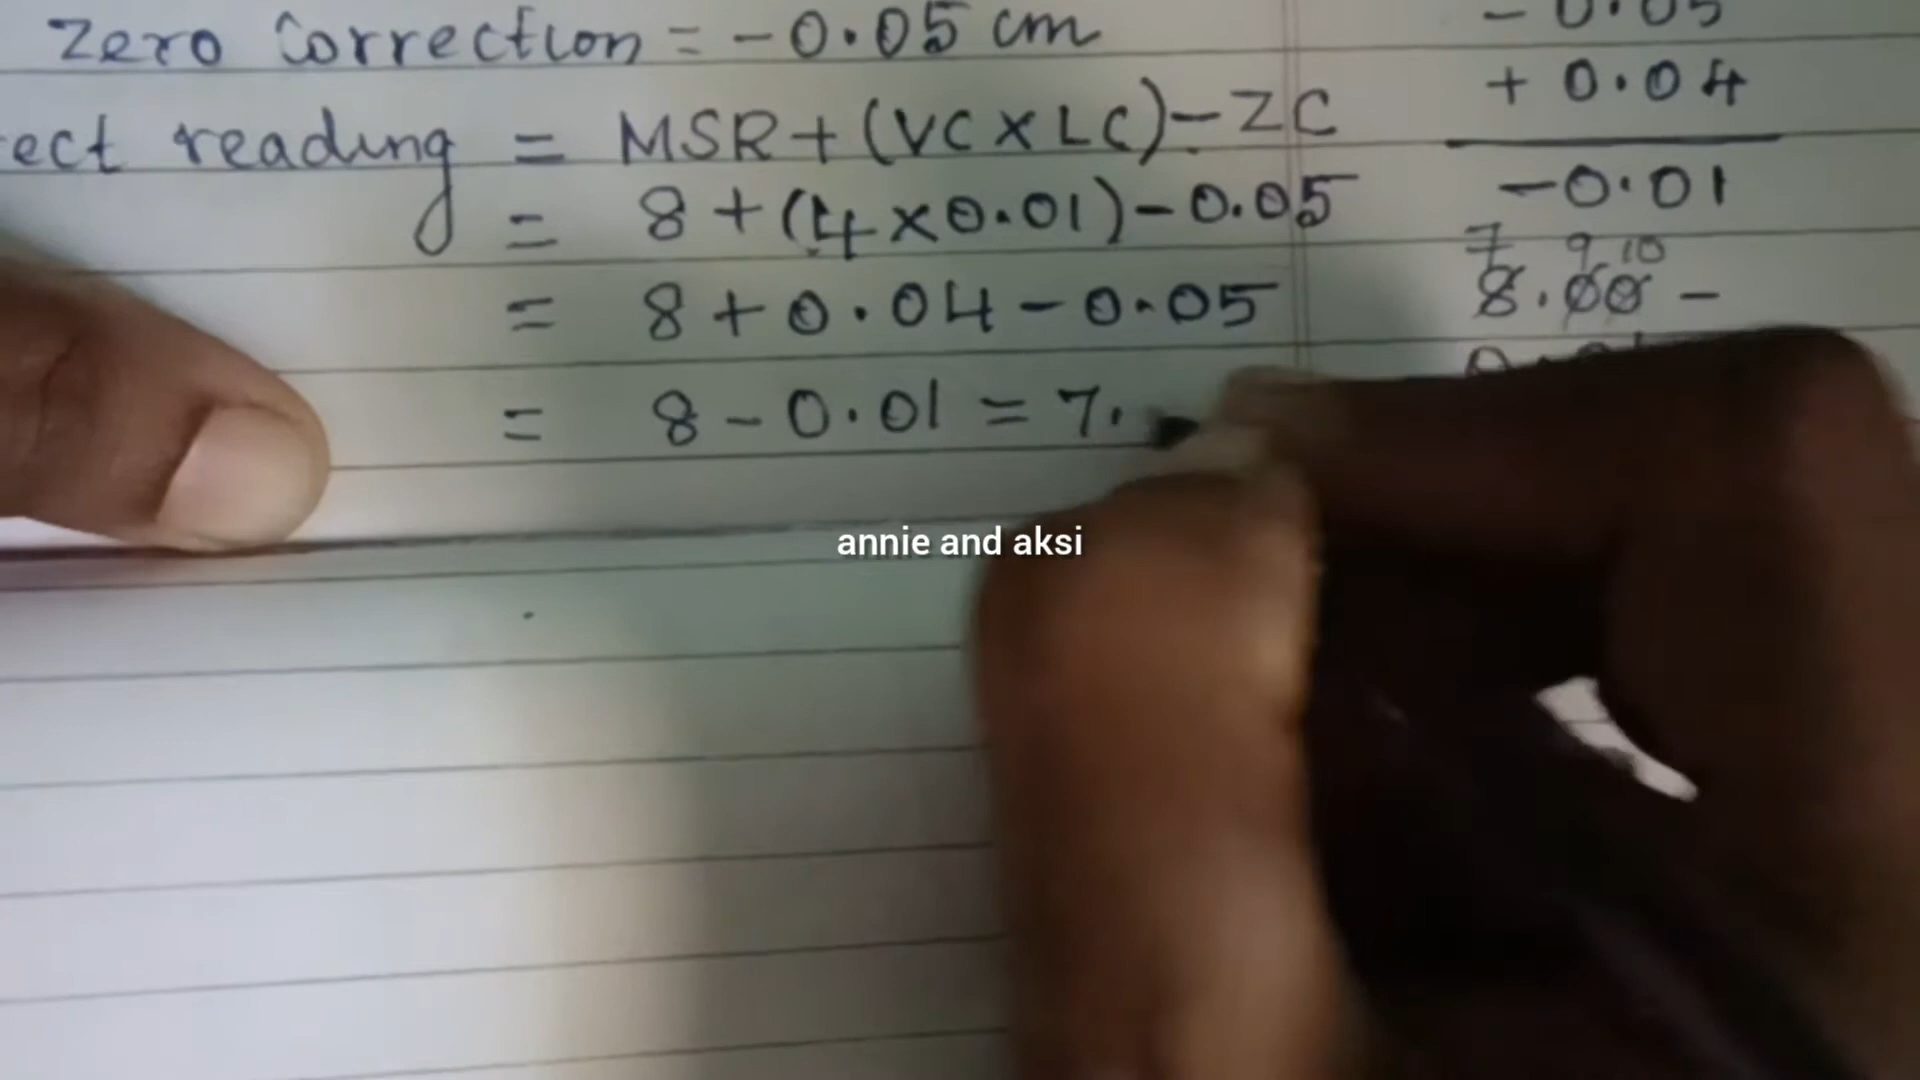 zero correction = -0.05 cm
ect reading = MSR + (VC X LC) - ZC
= 8 + (4 X 0.01) - 0.05
= 8 + 0.04 - 0.05
= 8 - 0.01 = 7.
- 0.05
+ 0.04
-0.01
7 9 10
8.00 -
annie and aksi